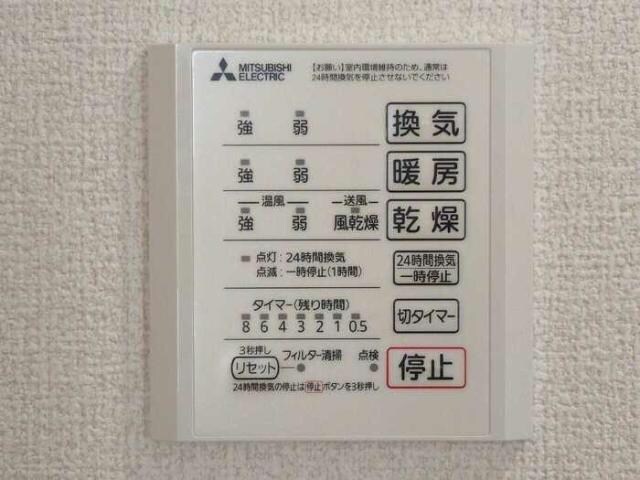 MITSUBISHI
ELECTRIC
【お願い】室内環境維持のため、通常は
24時間換気を停止させないでください
強 弱 換気
強 弱 暖房
温風 送風
強 弱 風乾燥 乾燥
点灯：24時間換気
点滅：一時停止(1時間)
24時間換気
一時停止
タイマー(残り時間)
8 6 4 3 2 1 0.5
切タイマー
3秒押し
リセット フィルター清掃 点検
停止
24時間換気の停止は停止ボタンを3秒押し